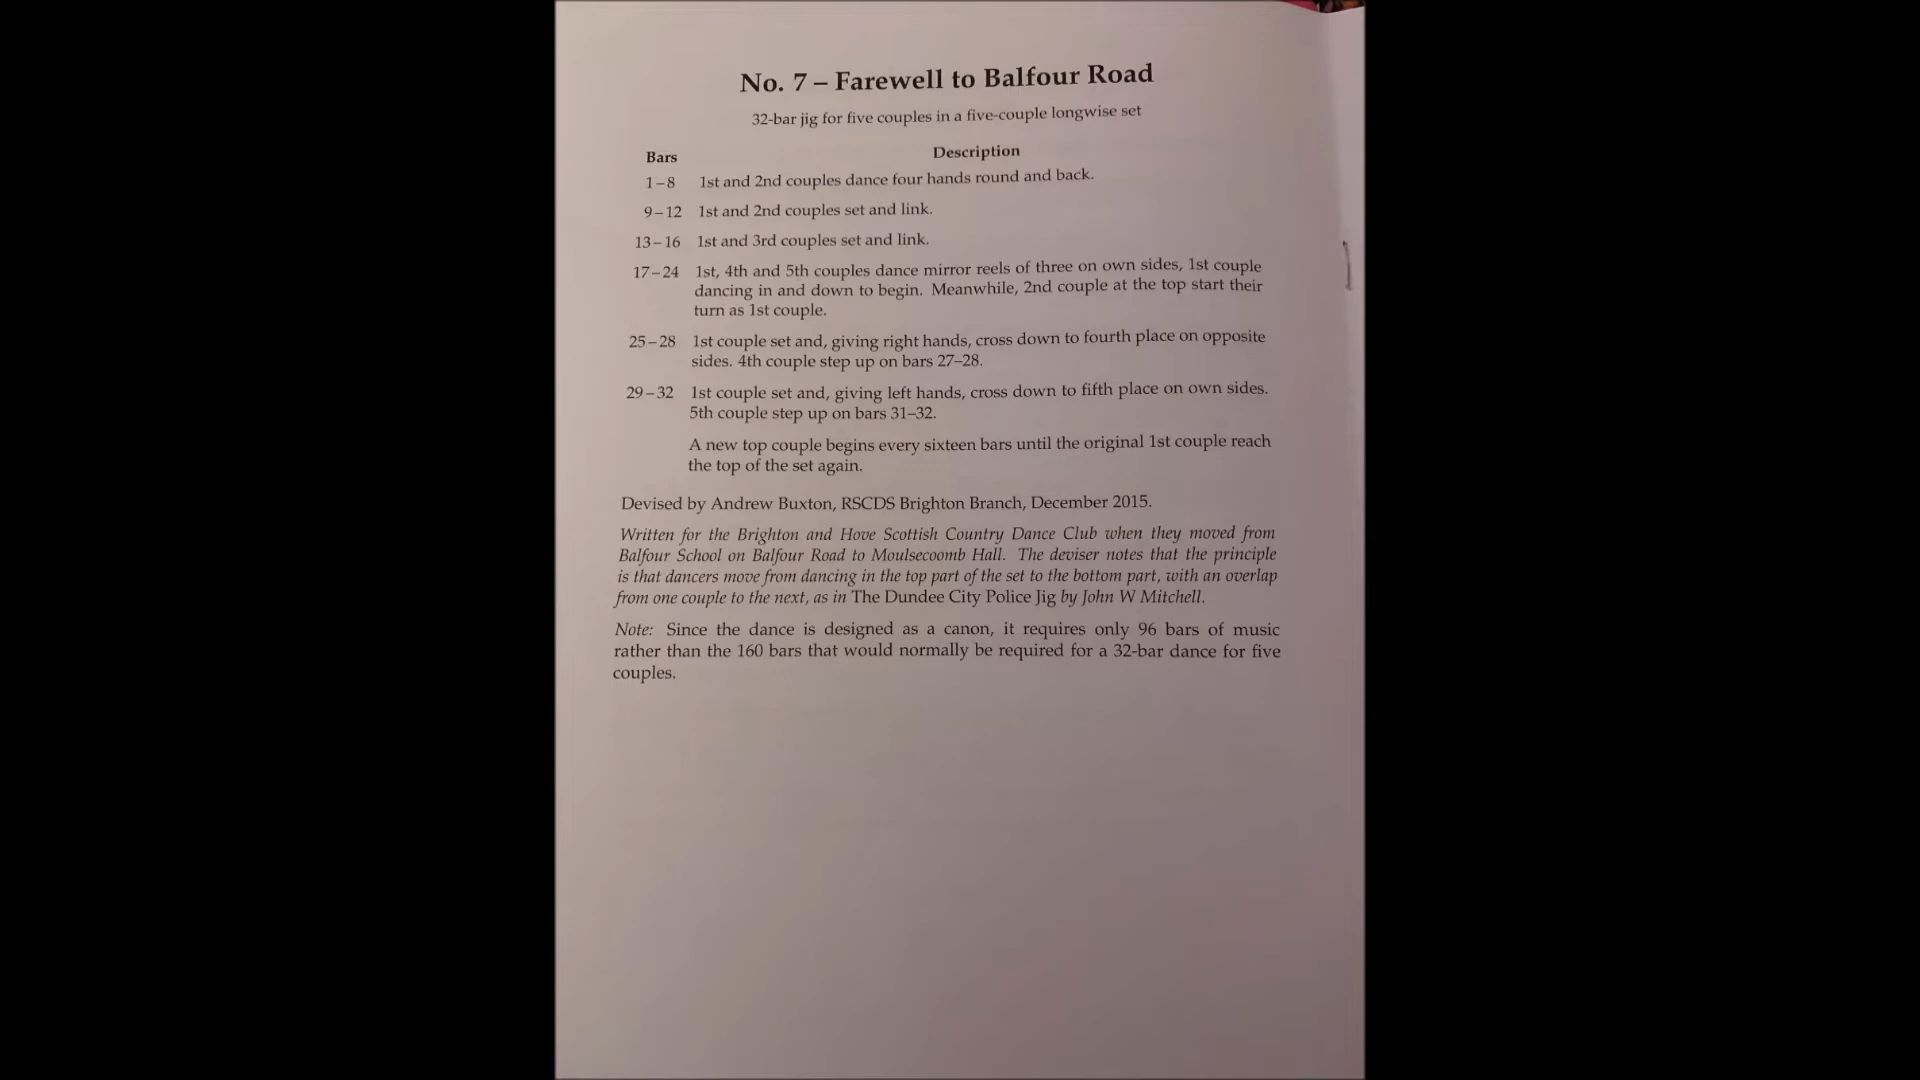 No. 7 – Farewell to Balfour Road
32-bar jig for five couples in a five-couple longwise set
Bars Description
1–8 1st and 2nd couples dance four hands round and back.
9–12 1st and 2nd couples set and link.
13–16 1st and 3rd couples set and link.
17–24 1st, 4th and 5th couples dance mirror reels of three on own sides, 1st couple
dancing in and down to begin. Meanwhile, 2nd couple at the top start their
turn as 1st couple.
25–28 1st couple set and, giving right hands, cross down to fourth place on opposite
sides. 4th couple step up on bars 27–28.
29–32 1st couple set and, giving left hands, cross down to fifth place on own sides.
5th couple step up on bars 31–32.
A new top couple begins every sixteen bars until the original 1st couple reach
the top of the set again.
Devised by Andrew Buxton, RSCDS Brighton Branch, December 2015.
Written for the Brighton and Hove Scottish Country Dance Club when they moved from
Balfour School on Balfour Road to Moulsecoomb Hall. The deviser notes that the principle
is that dancers move from dancing in the top part of the set to the bottom part, with an overlap
from one couple to the next, as in The Dundee City Police Jig by John W Mitchell.
Note: Since the dance is designed as a canon, it requires only 96 bars of music
rather than the 160 bars that would normally be required for a 32-bar dance for five
couples.